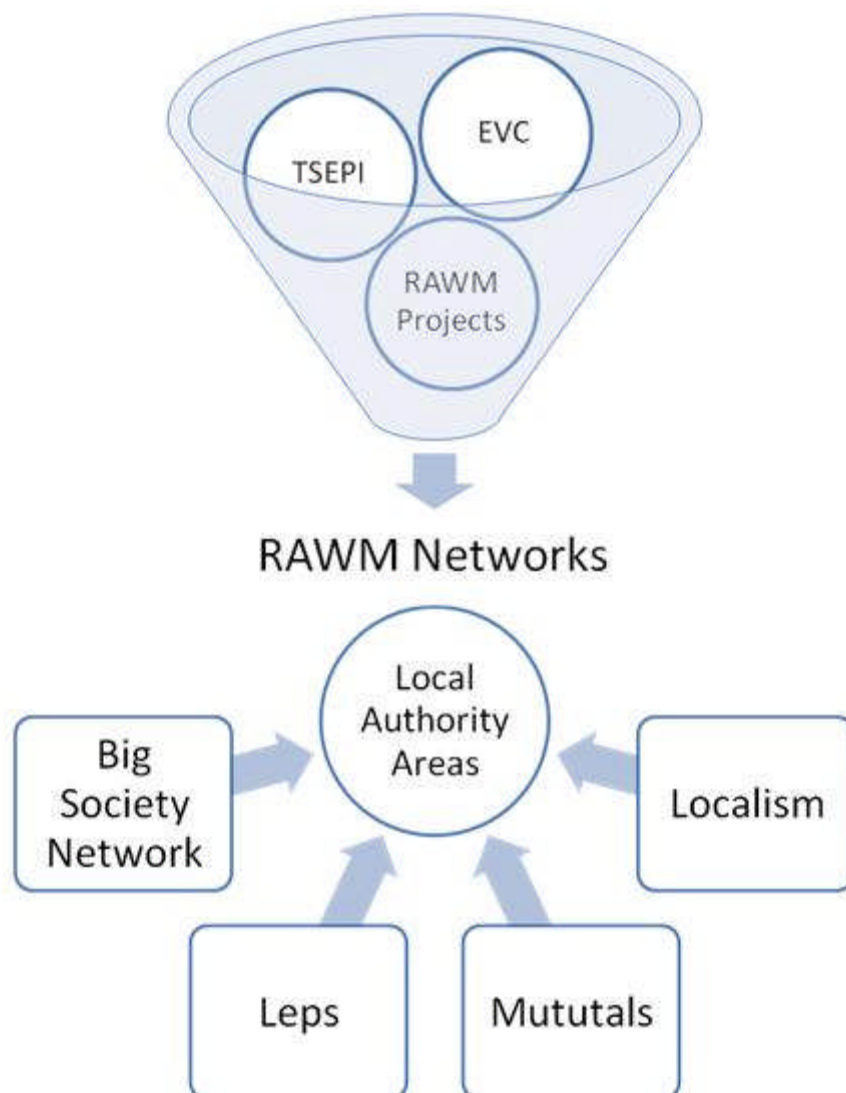 EVC
TSEPI
RAWM
Projects
RAWM Networks
Local
Authority
Areas
Big
Society
Network
Localism
Leps
Mututals